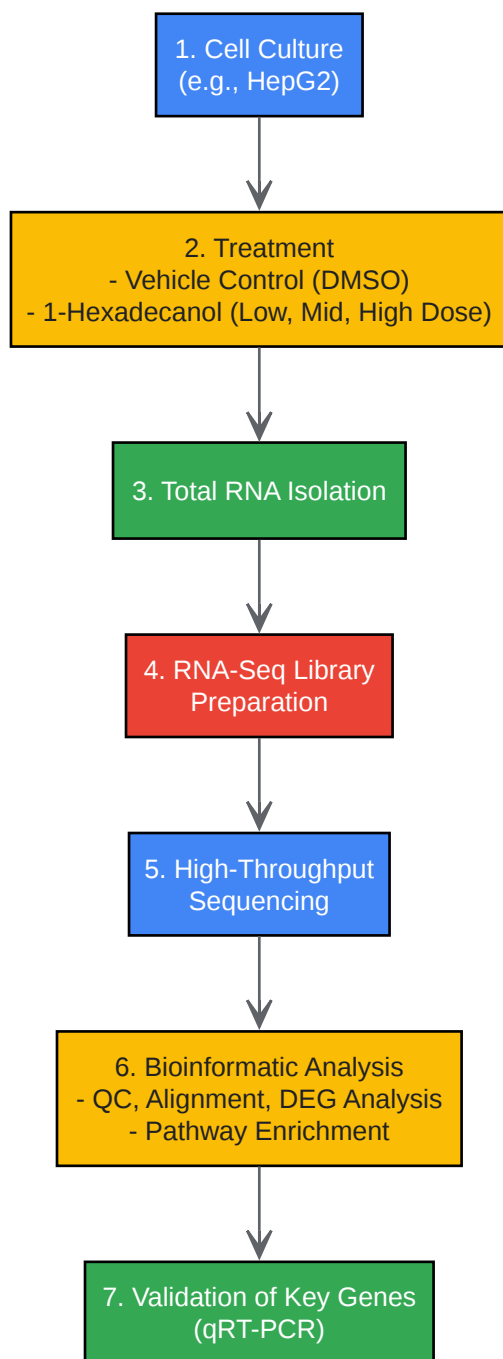 1. Cell Culture
(e.g., HepG2)
2. Treatment
- Vehicle Control (DMSO)
- 1-Hexadecanol (Low, Mid, High Dose)
3. Total RNA Isolation
4. RNA-Seq Library
Preparation
5. High-Throughput
Sequencing
6. Bioinformatic Analysis
- QC, Alignment, DEG Analysis
- Pathway Enrichment
7. Validation of Key Genes
(qRT-PCR)